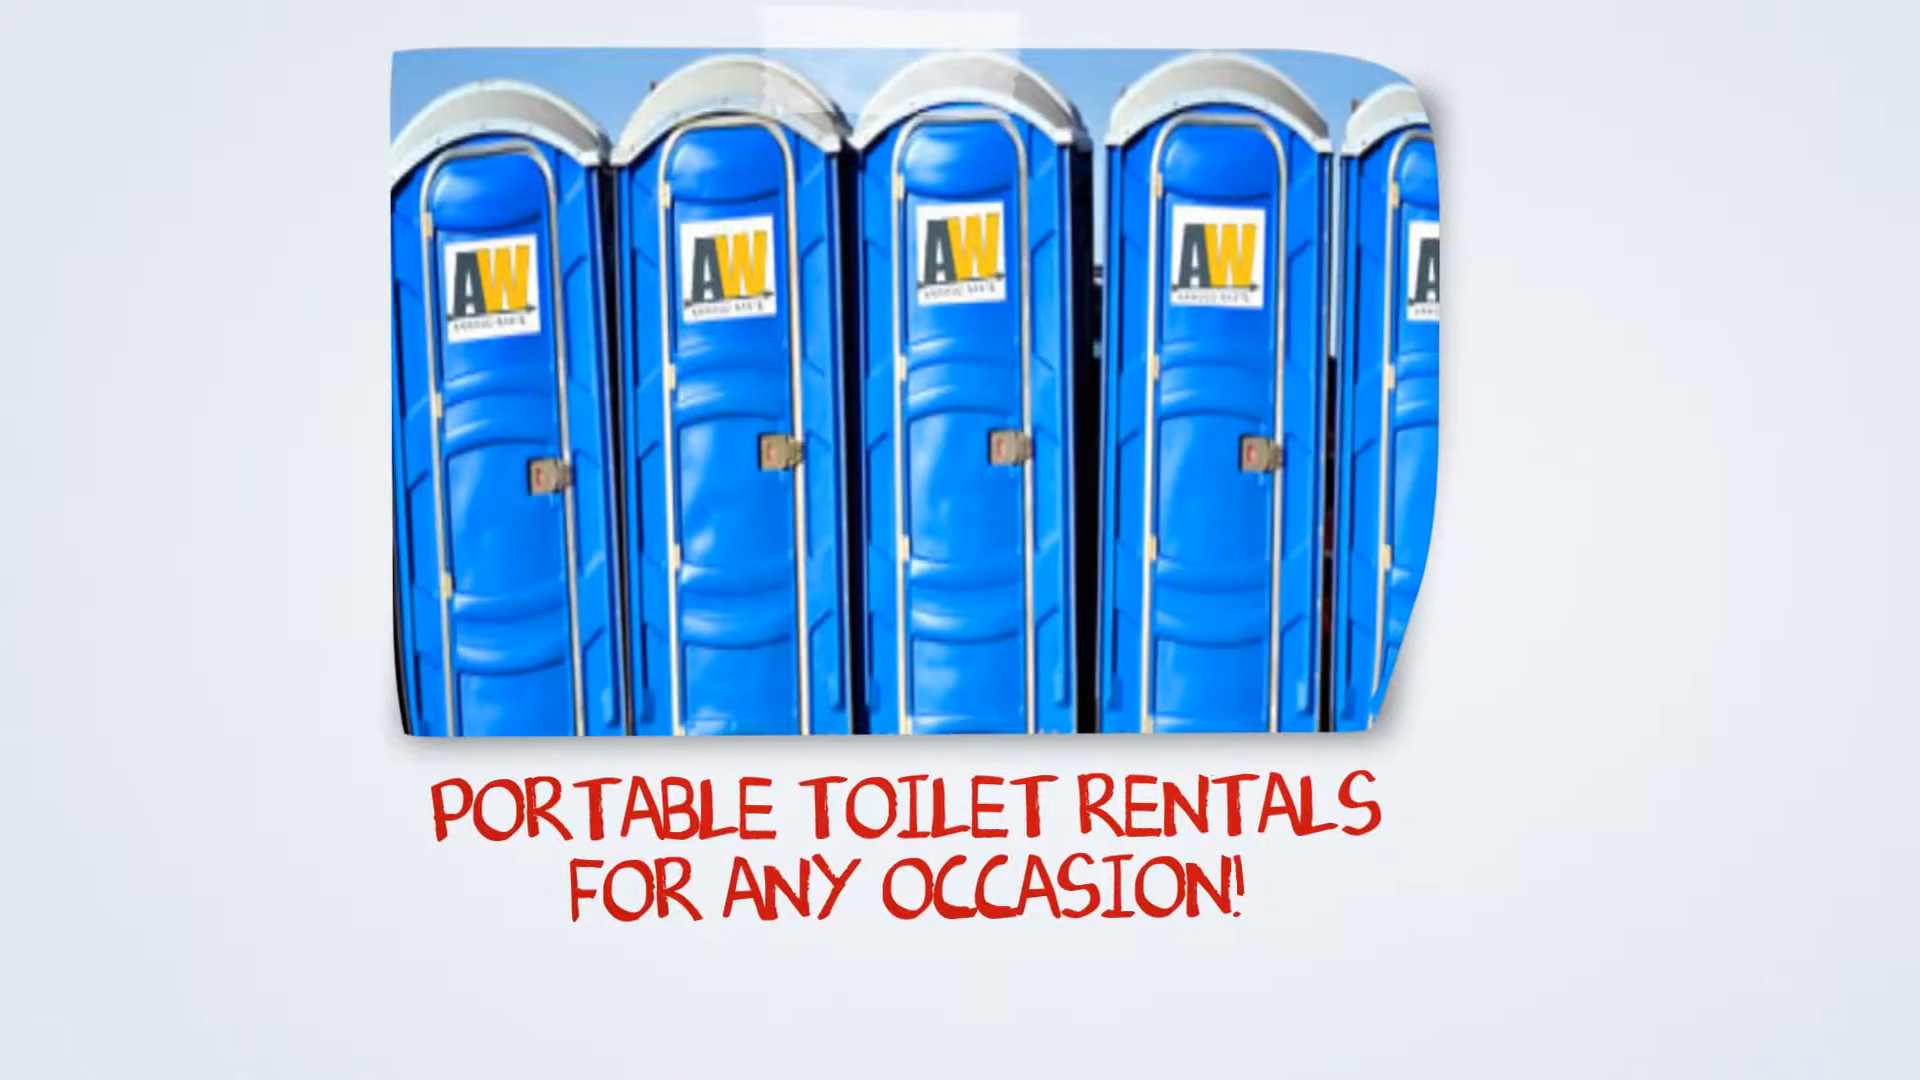 AW
AW
AW
AW
A
PORTABLE TOILET RENTALS
FOR ANY OCCASION!